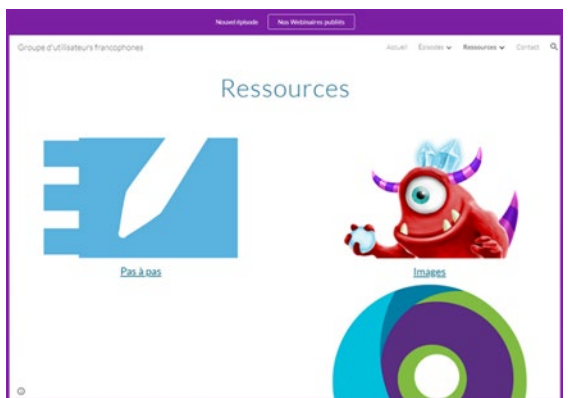 Nouvel épisode
Nos Webinaires publiés
Groupe d'utilisateurs francophones
Accueil Épisodes Ressources Contact
Ressources
Pas à pas
Images